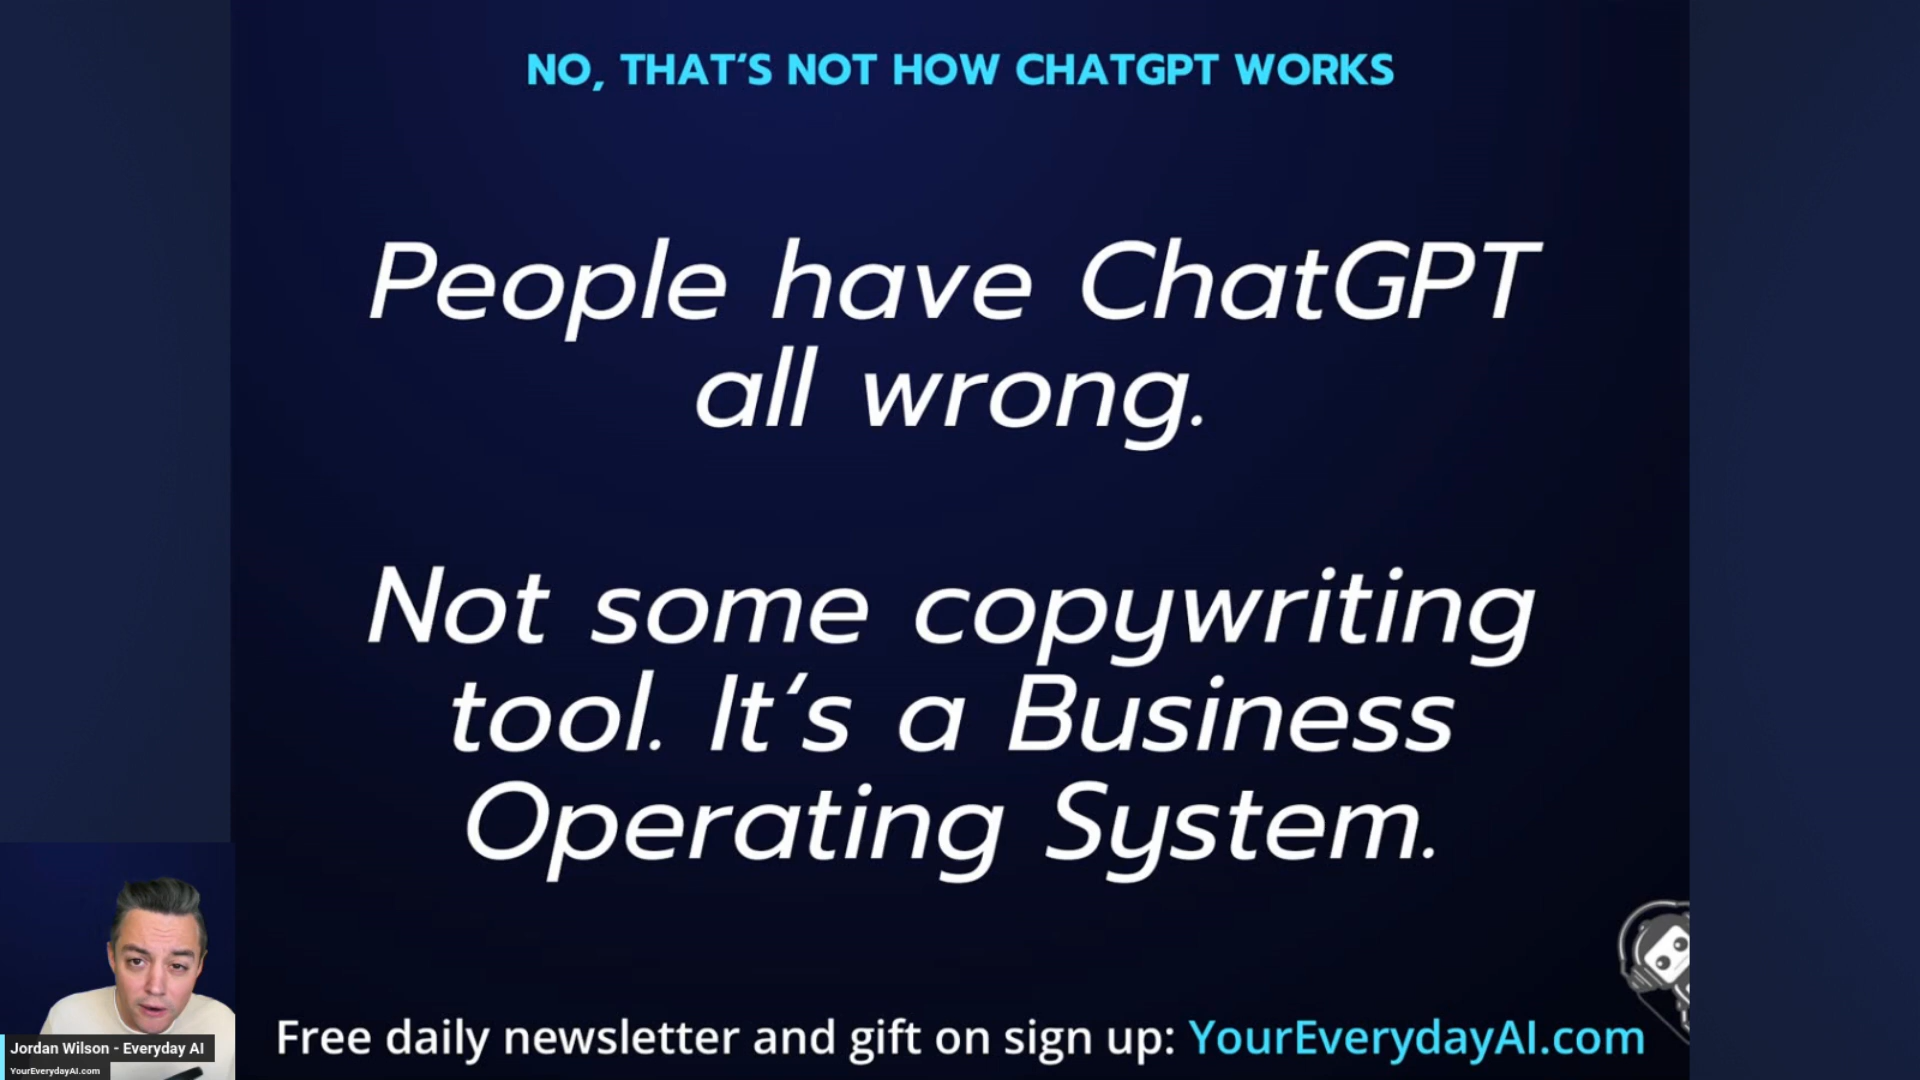 NO, THAT'S NOT HOW CHATGPT WORKS
People have ChatGPT
all wrong.
Not some copywriting
tool. It's a Business
Operating System.
Free daily newsletter and gift on sign up: YourEverydayAI.com
Jordan Wilson - Everyday AI
YourEverydayAI.com